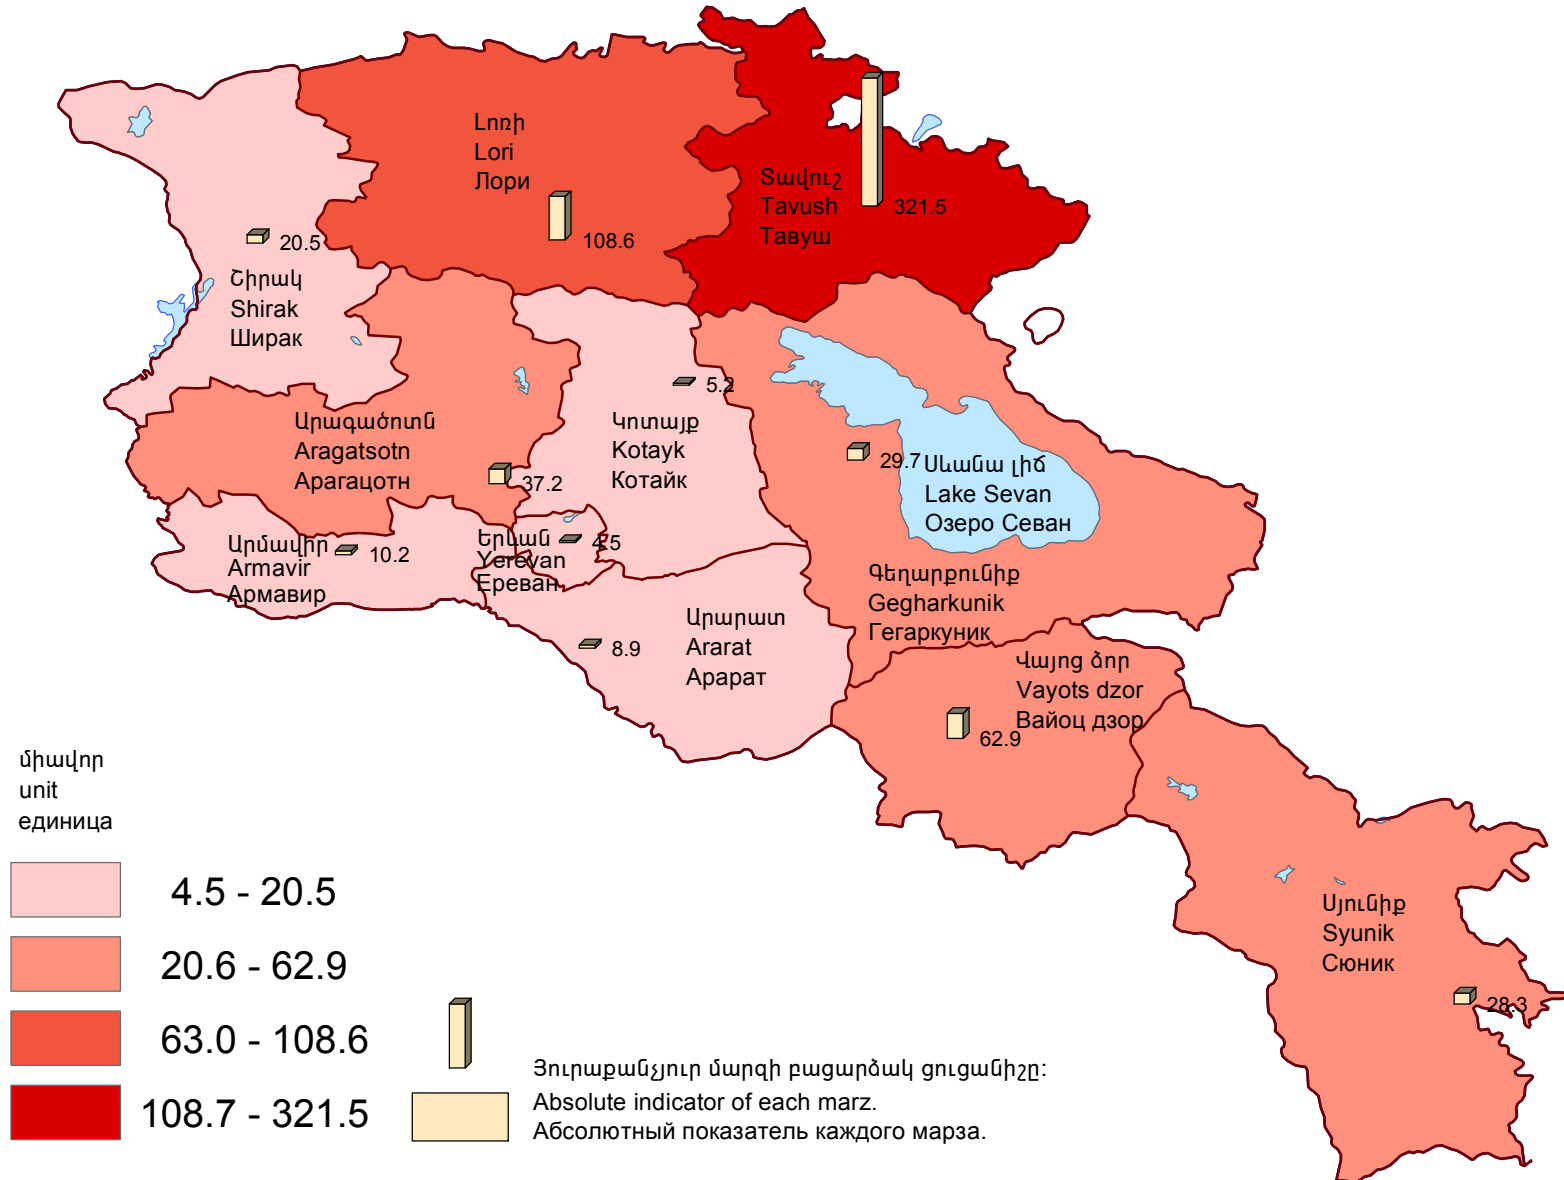 Լոռի
Lori
Лори
108.6
Տավուշ
Tavush
Тавуш
321.5
20.5
Շիրակ
Shirak
Ширак
5.2
Արագածոտն
Aragatsotn
Арагацотн
37.2
Կոտայք
Kotayk
Котайк
29.7
Սևանա լիճ
Lake Sevan
Озеро Севан
Արմավիր
Armavir
Армавир
10.2
Երևան
Yerevan
Ереван
4.5
Գեղարքունիք
Gegharkunik
Гегаркуник
Արարատ
Ararat
Арарат
8.9
Վայոց ձոր
Vayots dzor
Вайоц дзор
62.9
Սյունիք
Syunik
Сюник
28.3
միավոր
unit
единица
4.5 - 20.5
20.6 - 62.9
63.0 - 108.6
108.7 - 321.5
Յուրաքանչյուր մարզի բացարձակ ցուցանիշը:
Absolute indicator of each marz.
Абсолютный показатель каждого марза.